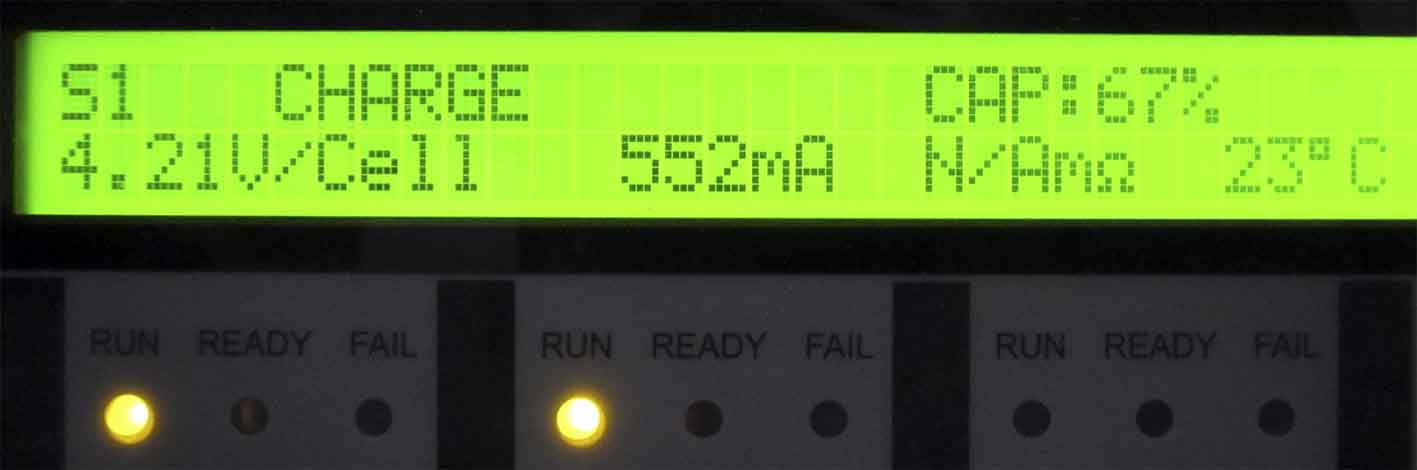 S1 CHARGE CAP:67%
4.21V/Cell 552mA N/AmΩ 23°C
RUN READY FAIL RUN READY FAIL RUN READY FAIL